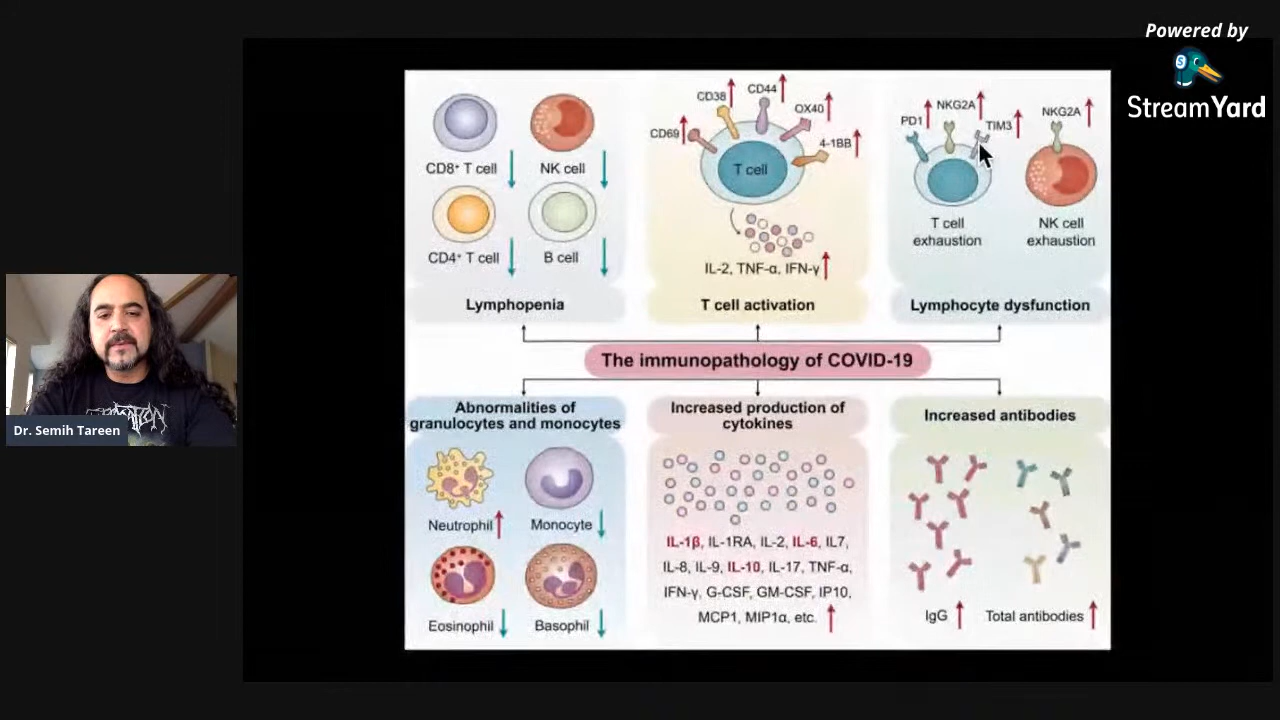 Powered by
StreamYard
Dr. Semih Tareen
CD8⁺ T cell
NK cell
CD4⁺ T cell
B cell
Lymphopenia
CD69
CD38
CD44
OX40
4-1BB
T cell
IL-2, TNF-α, IFN-γ
T cell activation
PD1
NKG2A
TIM3
NKG2A
T cell
exhaustion
NK cell
exhaustion
Lymphocyte dysfunction
The immunopathology of COVID-19
Abnormalities of
granulocytes and monocytes
Neutrophil
Monocyte
Eosinophil
Basophil
Increased production of
cytokines
IL-1β, IL-1RA, IL-2, IL-6, IL7,
IL-8, IL-9, IL-10, IL-17, TNF-α,
IFN-γ, G-CSF, GM-CSF, IP10,
MCP1, MIP1α, etc.
Increased antibodies
IgG
Total antibodies